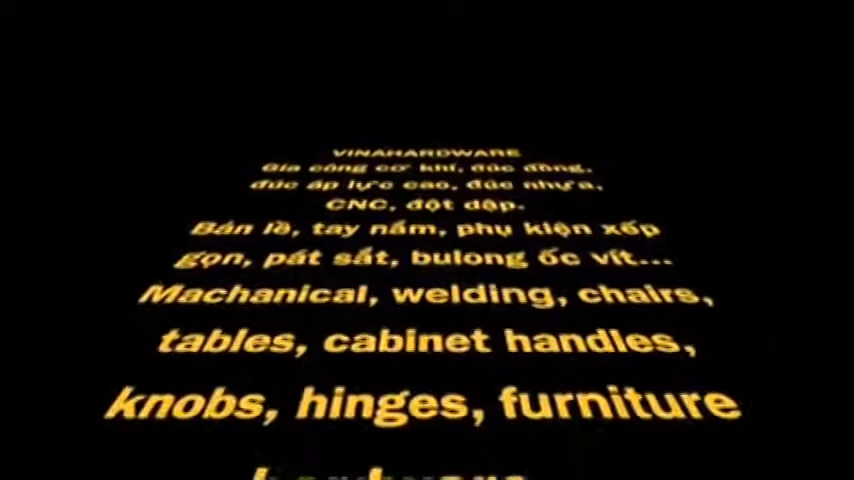 VINAHARDWARE
Gia công cơ khí, đúc đồng,
đúc áp lực cao, đúc nhựa,
CNC, đột dập.
Bản lề, tay nắm, phụ kiện xếp
gọn, pát sắt, bulong ốc vít...
Machanical, welding, chairs,
tables, cabinet handles,
knobs, hinges, furniture